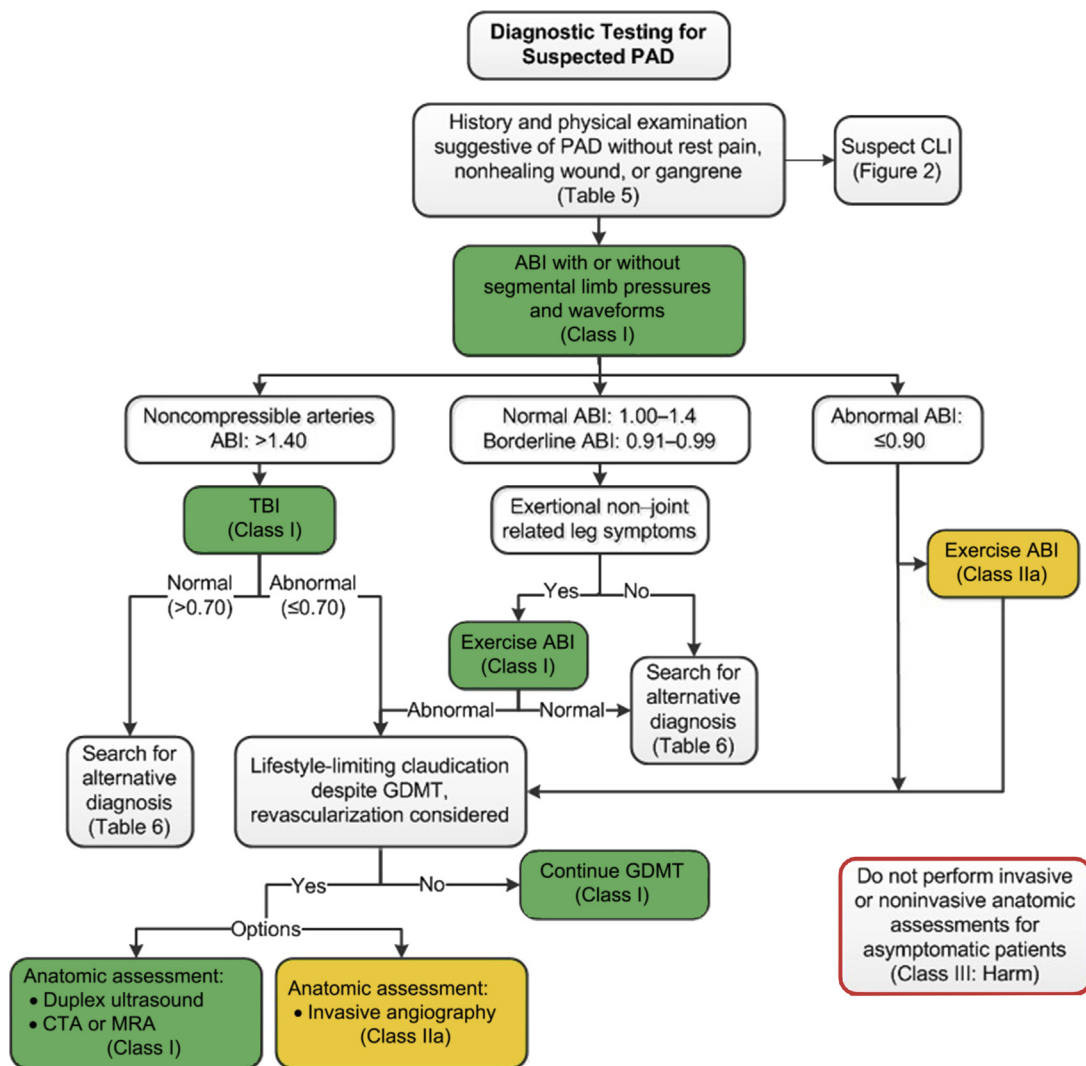 Diagnostic Testing for
Suspected PAD
History and physical examination
suggestive of PAD without rest pain,
nonhealing wound, or gangrene
(Table 5)
Suspect CLI
(Figure 2)
ABI with or without
segmental limb pressures
and waveforms
(Class I)
Noncompressible arteries
ABI: >1.40
Normal ABI: 1.00–1.4
Borderline ABI: 0.91–0.99
Abnormal ABI:
≤0.90
TBI
(Class I)
Exertional non–joint
related leg symptoms
Exercise ABI
(Class IIa)
Normal
(>0.70)
Abnormal
(≤0.70)
Yes
No
Exercise ABI
(Class I)
Search for
alternative
diagnosis
(Table 6)
Abnormal
Normal
Search for
alternative
diagnosis
(Table 6)
Lifestyle-limiting claudication
despite GDMT,
revascularization considered
Yes
No
Continue GDMT
(Class I)
Do not perform invasive
or noninvasive anatomic
assessments for
asymptomatic patients
(Class III: Harm)
Options
Anatomic assessment:
• Duplex ultrasound
• CTA or MRA
(Class I)
Anatomic assessment:
• Invasive angiography
(Class IIa)